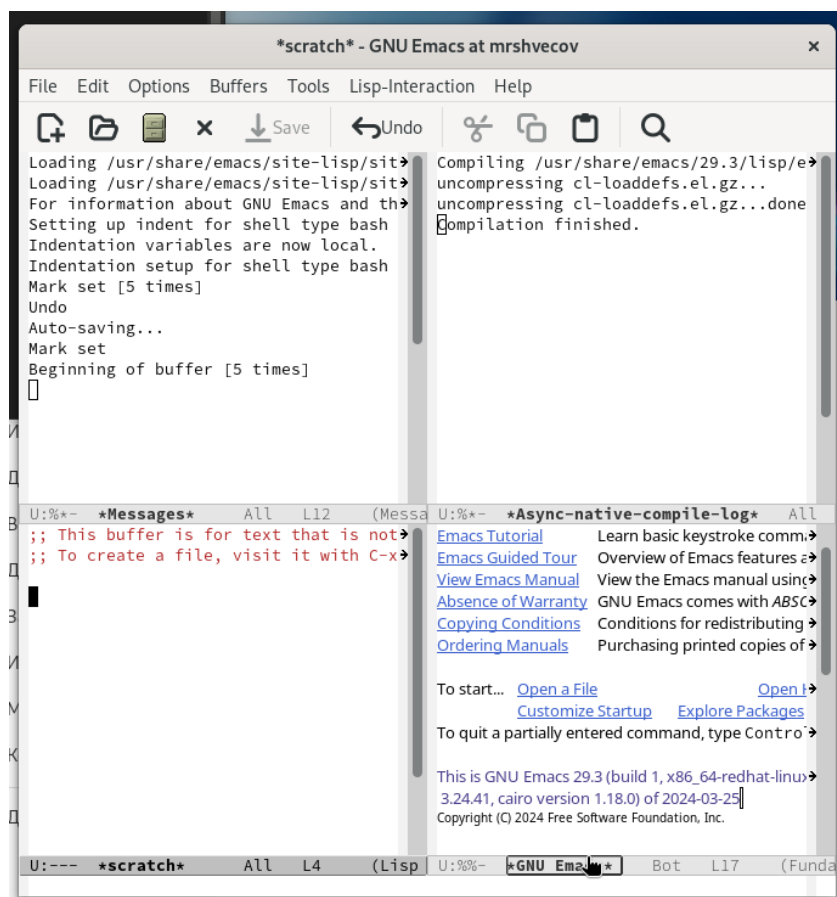 *scratch* - GNU Emacs at mrshvecov
File Edit Options Buffers Tools Lisp-Interaction Help
Save Undo
Loading /usr/share/emacs/site-lisp/sit
Loading /usr/share/emacs/site-lisp/sit
For information about GNU Emacs and th
Setting up indent for shell type bash
Indentation variables are now local.
Indentation setup for shell type bash
Mark set [5 times]
Undo
Auto-saving...
Mark set
Beginning of buffer [5 times]
U:%*- *Messages* All L12 (Messa
Compiling /usr/share/emacs/29.3/lisp/e
uncompressing cl-loaddefs.el.gz...
uncompressing cl-loaddefs.el.gz...done
Compilation finished.
U:%*- *Async-native-compile-log* All
;; This buffer is for text that is not
;; To create a file, visit it with C-x
U:--- *scratch* All L4 (Lisp
Emacs Tutorial Learn basic keystroke comm
Emacs Guided Tour Overview of Emacs features
View Emacs Manual View the Emacs manual using
Absence of Warranty GNU Emacs comes with ABSO
Copying Conditions Conditions for redistributing
Ordering Manuals Purchasing printed copies of
To start... Open a File Open
Customize Startup Explore Packages
To quit a partially entered command, type Contro
This is GNU Emacs 29.3 (build 1, x86_64-redhat-linux
3.24.41, cairo version 1.18.0) of 2024-03-25
Copyright (C) 2024 Free Software Foundation, Inc.
U:%%- *GNU Ema * Bot L17 (Funda